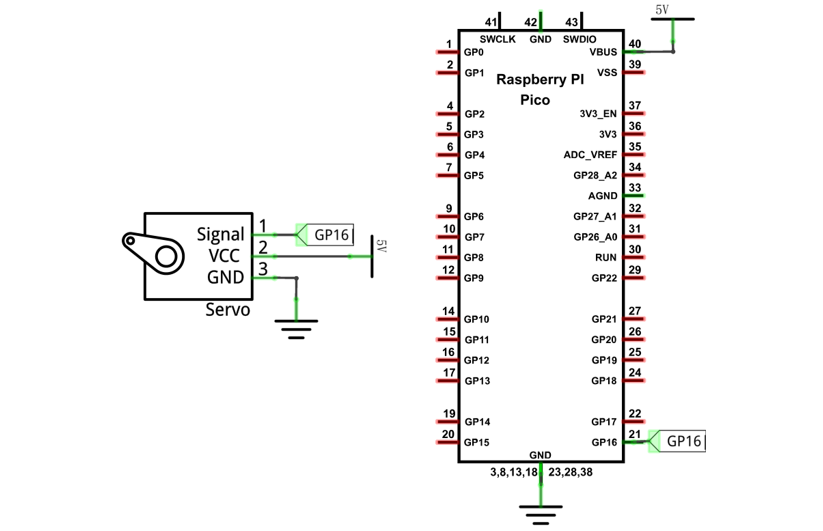 41 42 43
SWCLK GND SWDIO
5V
1 GP0
2 GP1
4 GP2
5 GP3
6 GP4
7 GP5
9 GP6
10 GP7
11 GP8
12 GP9
14 GP10
15 GP11
16 GP12
17 GP13
19 GP14
20 GP15
Raspberry PI
Pico
VBUS 40
VSS 39
3V3_EN 37
3V3 36
ADC_VREF 35
GP28_A2 34
AGND 33
GP27_A1 32
GP26_A0 31
RUN 30
GP22 29
GP21 27
GP20 26
GP19 25
GP18 24
GP17 22
GP16 21
GP16
GND
3,8,13,18 23,28,38
Signal 1 GP16
VCC 2 5V
GND 3
Servo